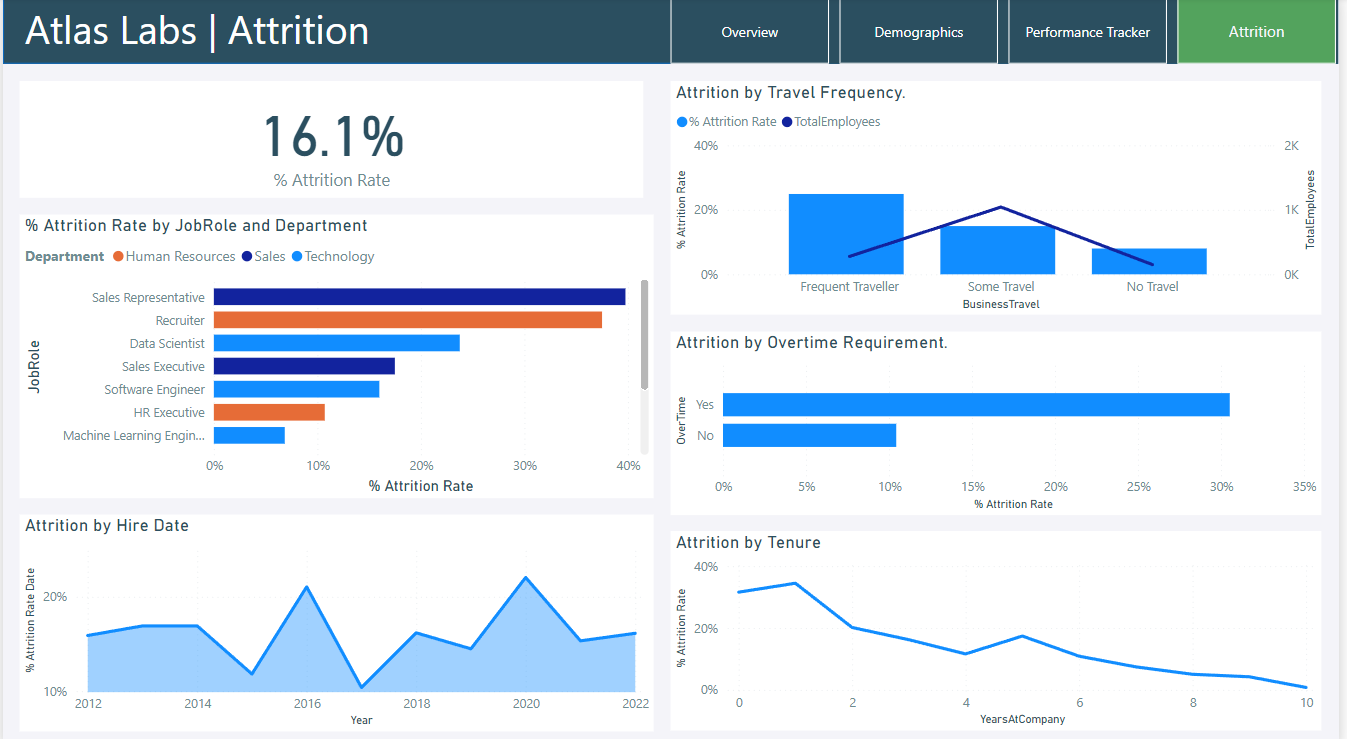 Atlas Labs | Attrition
Overview
Demographics
Performance Tracker
Attrition
16.1%
% Attrition Rate
% Attrition Rate by JobRole and Department
Department Human Resources Sales Technology
JobRole
Sales Representative
Recruiter
Data Scientist
Sales Executive
Software Engineer
HR Executive
Machine Learning Engin...
0% 10% 20% 30% 40%
% Attrition Rate
Attrition by Hire Date
% Attrition Rate Date
20%
10%
2012 2014 2016 2018 2020 2022
Year
Attrition by Travel Frequency.
% Attrition Rate TotalEmployees
% Attrition Rate
40%
20%
0%
2K
1K
0K
TotalEmployees
Frequent Traveller Some Travel No Travel
BusinessTravel
Attrition by Overtime Requirement.
OverTime
Yes
No
0% 5% 10% 15% 20% 25% 30% 35%
% Attrition Rate
Attrition by Tenure
% Attrition Rate
40%
20%
0%
0 2 4 6 8 10
YearsAtCompany